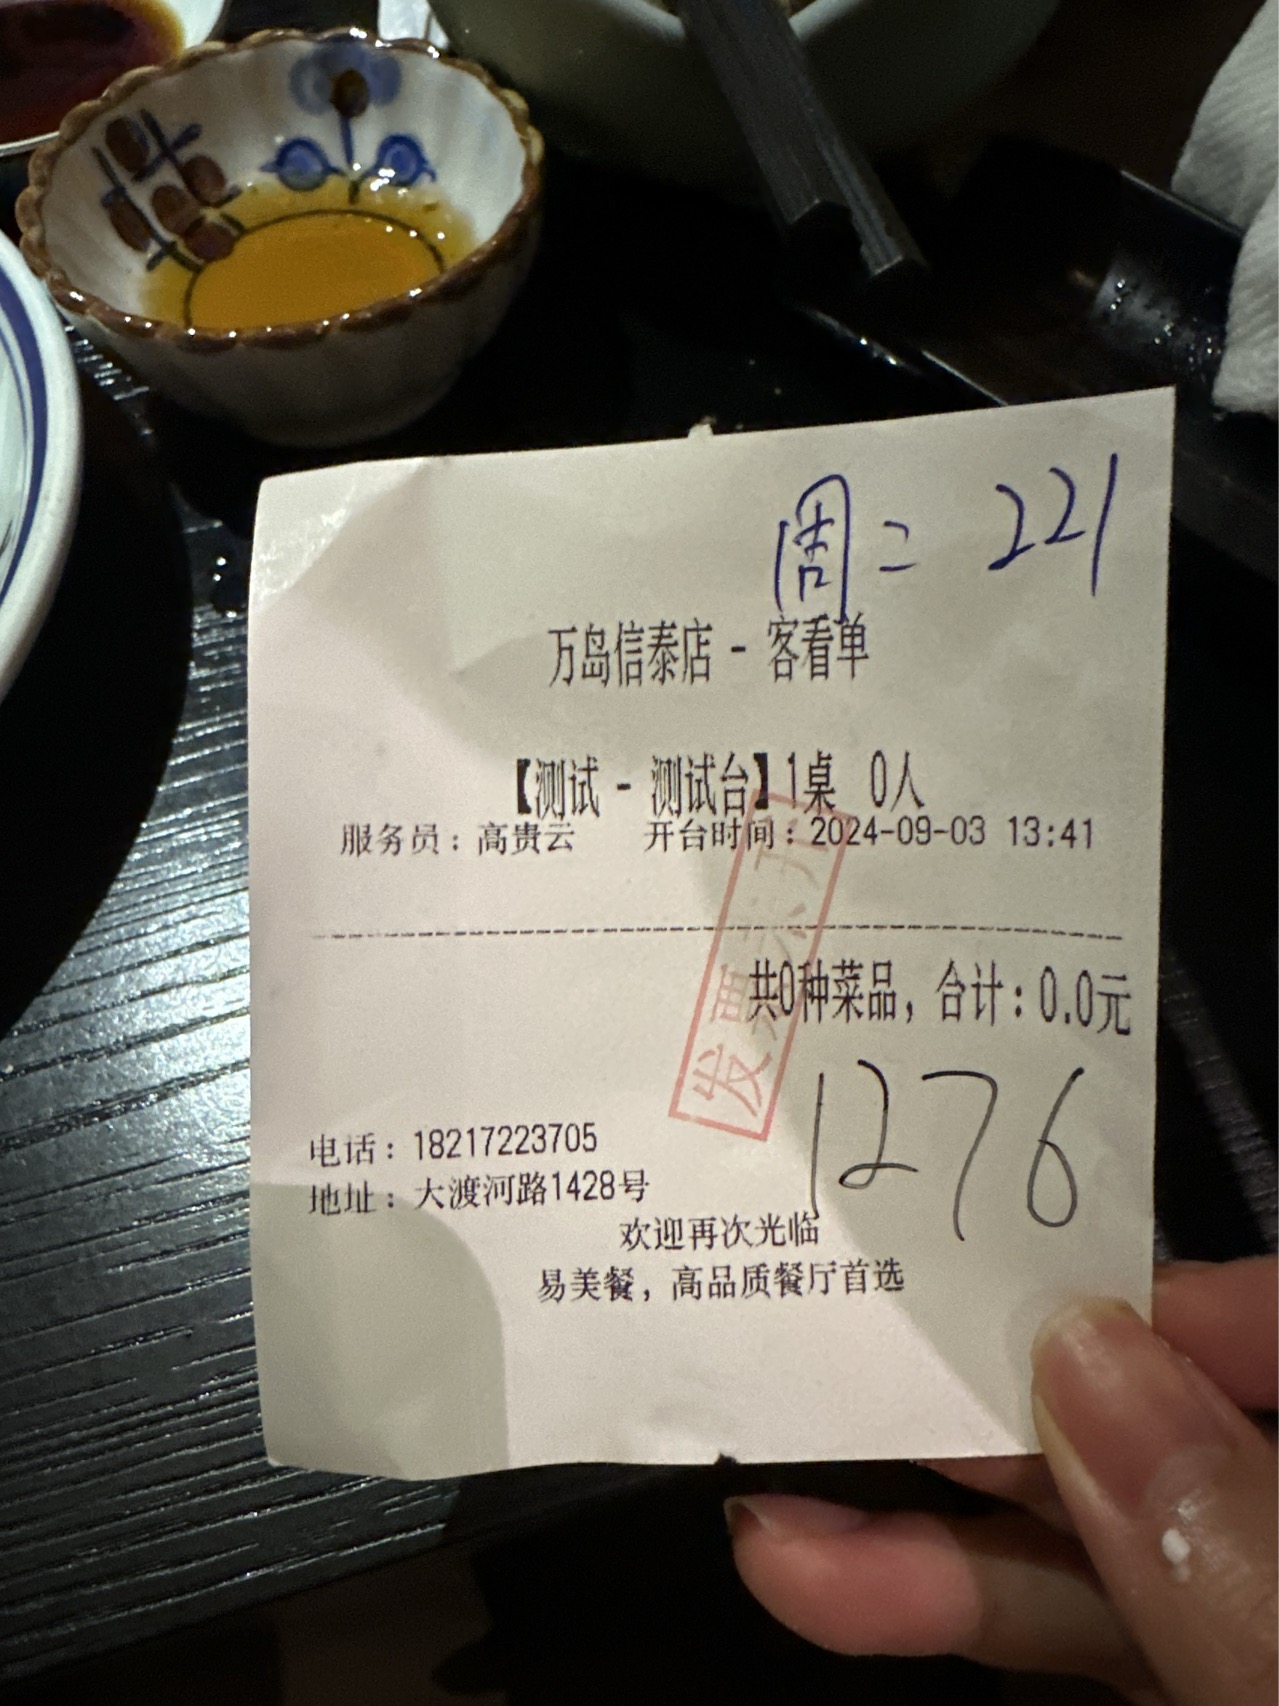 周二 221
万岛信泰店 - 客看单
【测试 - 测试台】1桌 0人
服务员：高贵云 开台时间：2024-09-03 13:41
共0种菜品，合计：0.0元
发票未开
1276
电话：18217223705
地址：大渡河路1428号
欢迎再次光临
易美餐，高品质餐厅首选